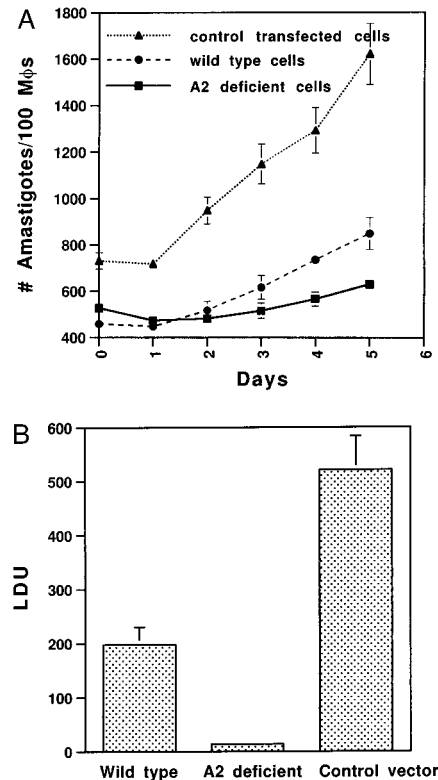 A
1800
1600
1400
1200
1000
800
600
400
# Amastigotes/100 Mϕs
control transfected cells
wild type cells
A2 deficient cells
0
1
2
3
4
5
6
Days
B
600
500
400
300
200
100
0
LDU
Wild type
A2 deficient
Control vector